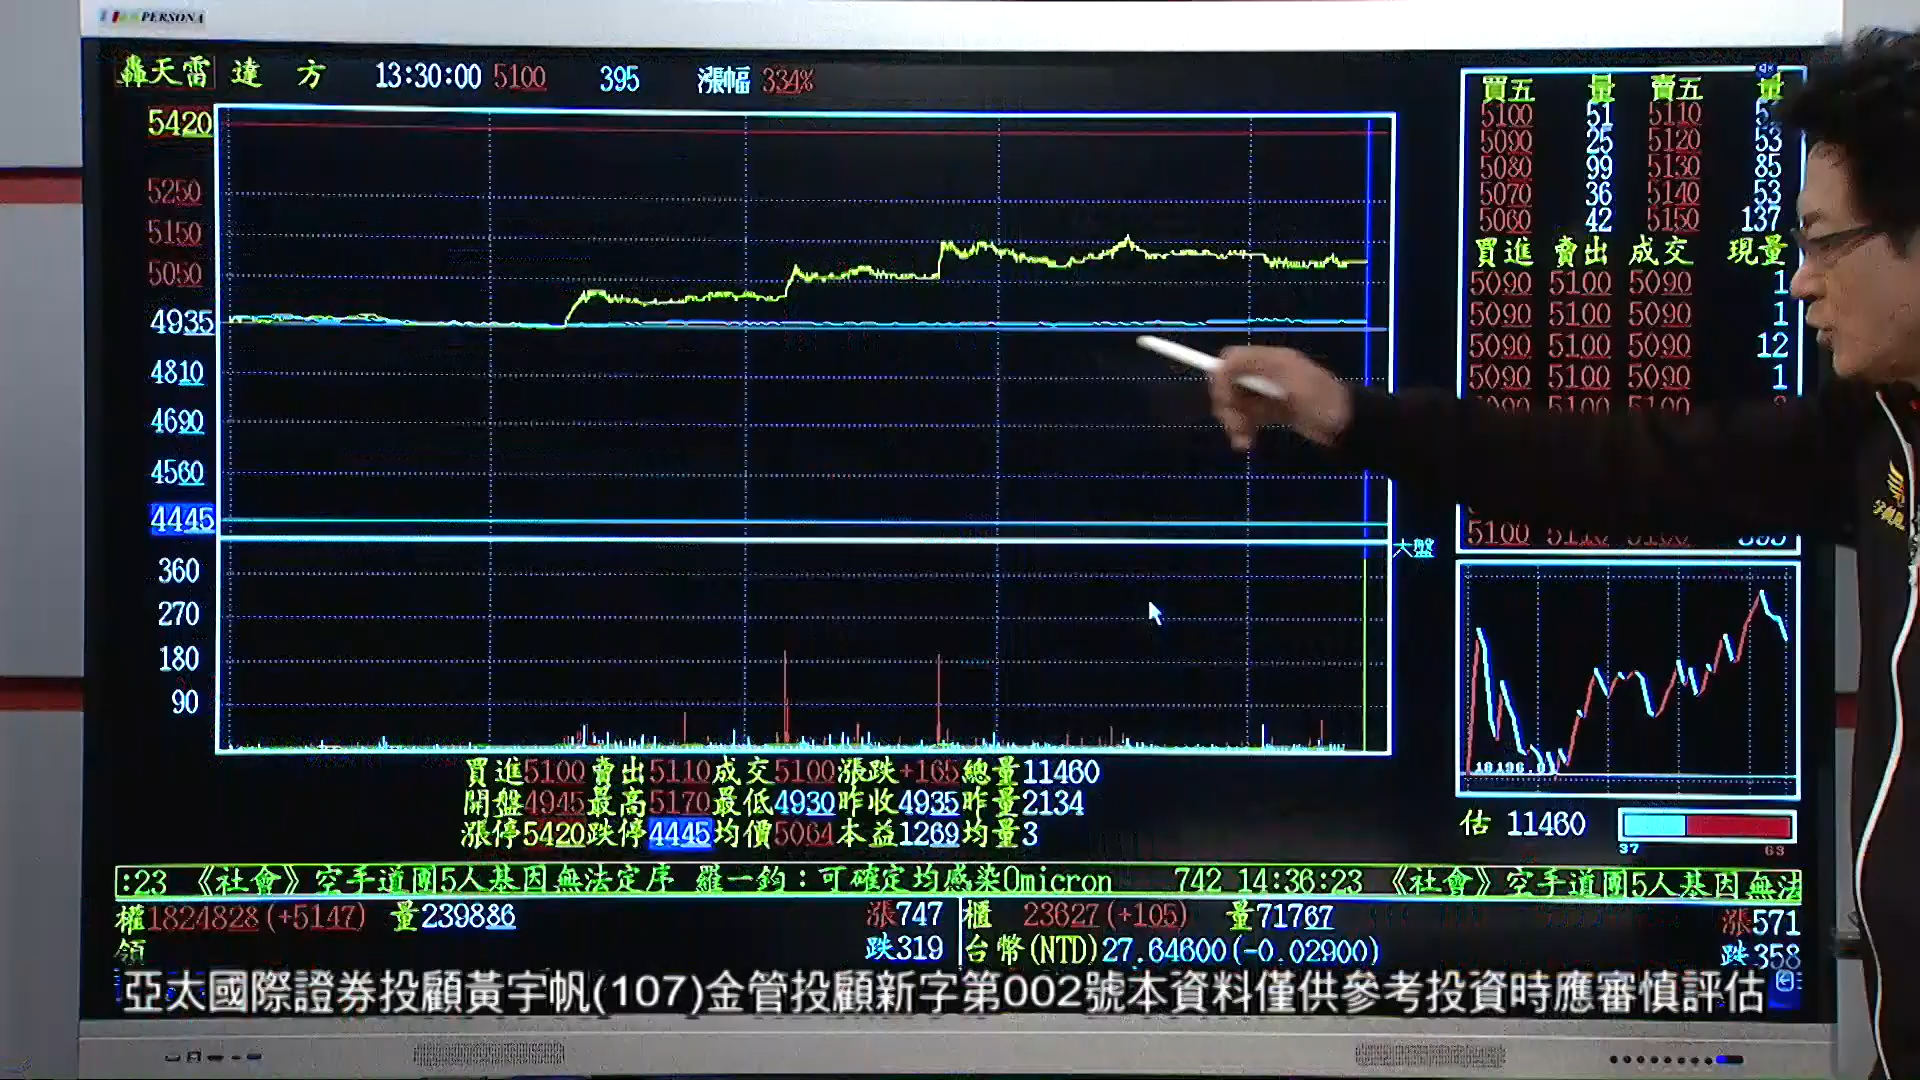 PERSONA
轟天雷 達 方 13:30:00 5100 395 漲幅 334%
5420
5250
5150
5050
4935
4810
4690
4560
4445
大盤
360
270
180
90
買五 量 賣五 量
5100 51 5110
5090 25 5120 53
5080 99 5130 85
5070 36 5140 53
5060 42 5150 137
買進 賣出 成交 現量
5090 5100 5090 1
5090 5100 5090 1
5090 5100 5090 12
5090 5100 5090 1
5090 5100 5100
5100 5110 5100 395
18196.01
估 11460
37 63
買進5100賣出5110成交5100漲跌+165總量11460
開盤4945最高5170最低4930昨收4935昨量2134
漲停5420跌停4445均價5064本益1269均量3
:23 《社會》空手道團5人基因無法定序 羅一鈞：可確定均感染Omicron 742 14:36:23 《社會》空手道團5人基因無法
權1824828(+5147) 量239886 漲747 櫃 23627(+105) 量71767 漲571
領 跌319 台幣(NTD)27.64600(-0.02900) 跌358
亞太國際證券投顧黃宇帆(107)金管投顧新字第002號本資料僅供參考投資時應審慎評估